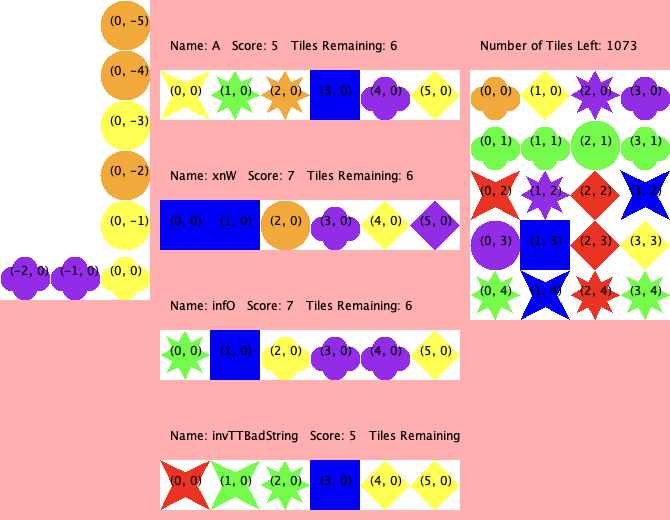 (0, -5)
(0, -4)
(0, -3)
(0, -2)
(0, -1)
(-2, 0) (-1, 0) (0, 0)
Name: A Score: 5 Tiles Remaining: 6
(0, 0) (1, 0) (2, 0) (3, 0) (4, 0) (5, 0)
Name: xnW Score: 7 Tiles Remaining: 6
(0, 0) (1, 0) (2, 0) (3, 0) (4, 0) (5, 0)
Name: infO Score: 7 Tiles Remaining: 6
(0, 0) (1, 0) (2, 0) (3, 0) (4, 0) (5, 0)
Name: invTTBadString Score: 5 Tiles Remaining
(0, 0) (1, 0) (2, 0) (3, 0) (4, 0) (5, 0)
Number of Tiles Left: 1073
(0, 0) (1, 0) (2, 0) (3, 0)
(0, 1) (1, 1) (2, 1) (3, 1)
(0, 2) (1, 2) (2, 2) (3, 2)
(0, 3) (1, 3) (2, 3) (3, 3)
(0, 4) (1, 4) (2, 4) (3, 4)